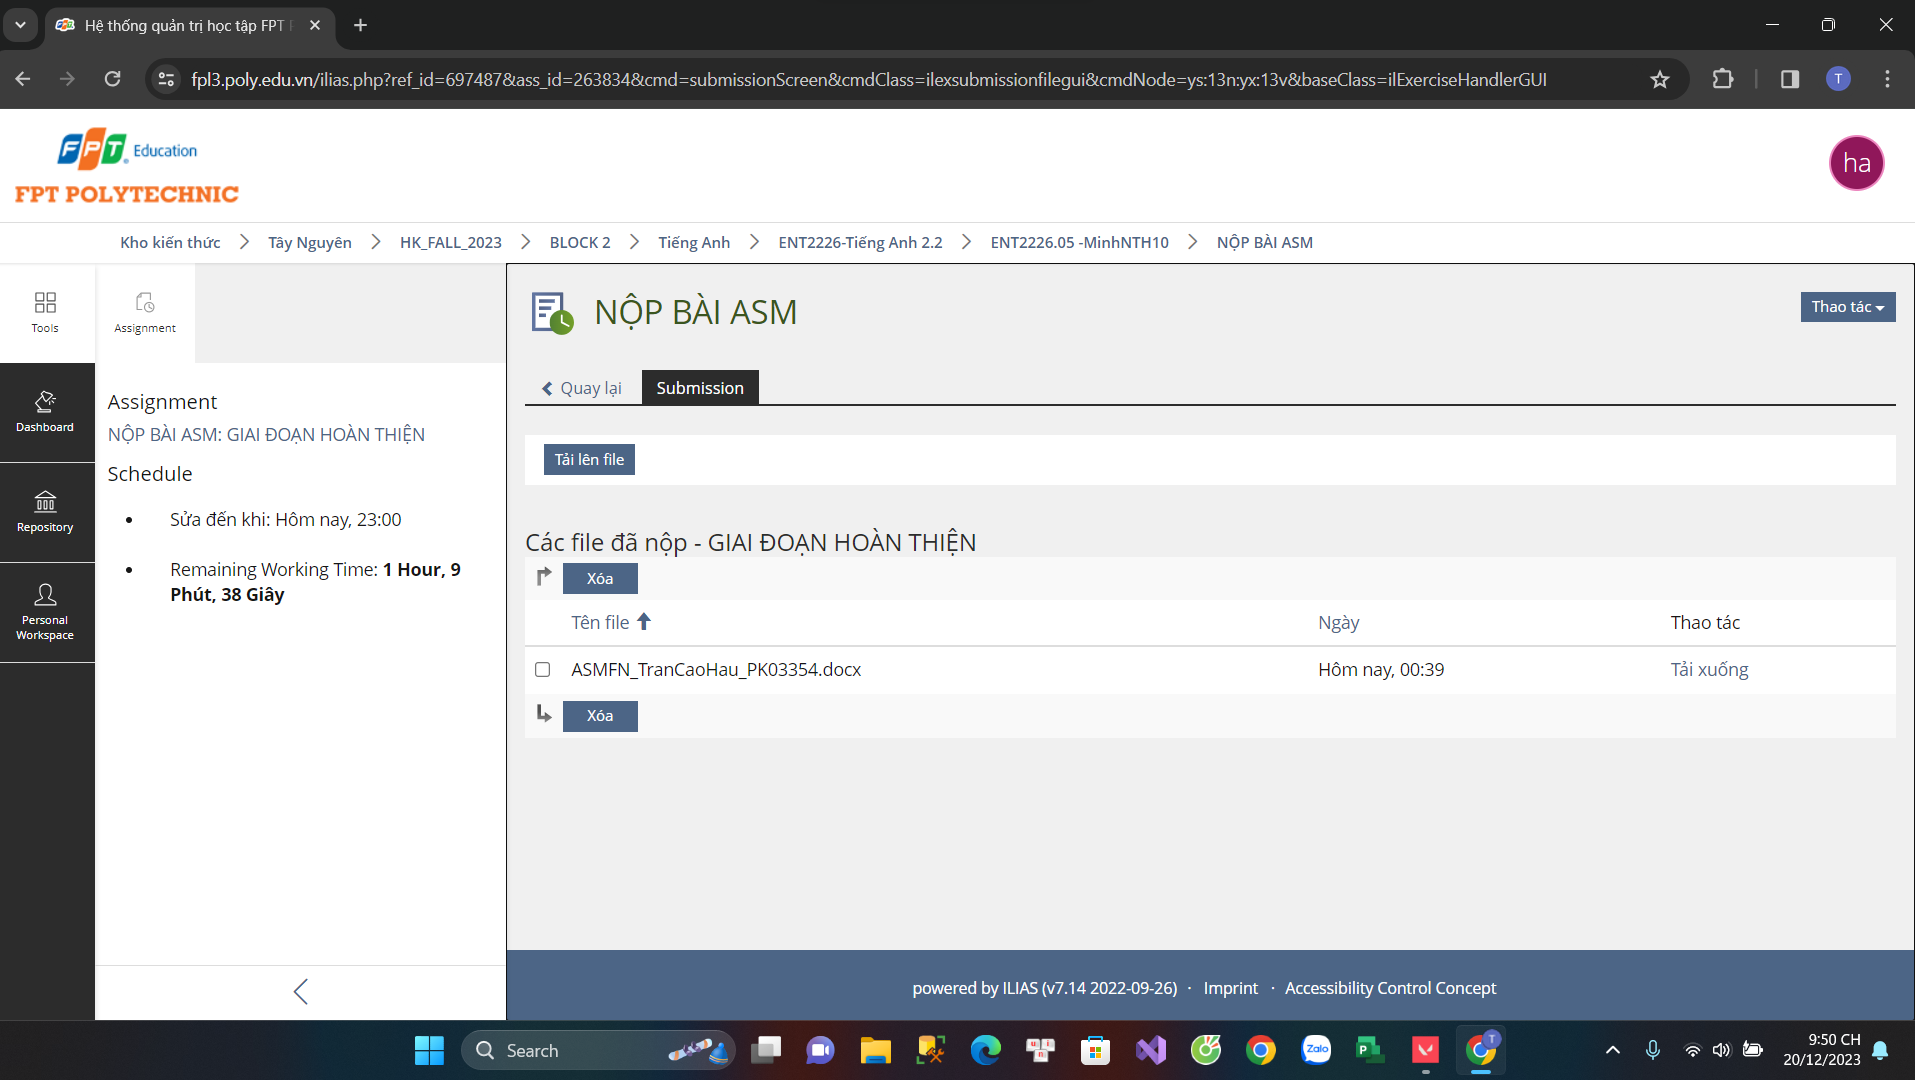 Hệ thống quản trị học tập FPT
fpl3.poly.edu.vn/ilias.php?ref_id=697487&ass_id=263834&cmd=submissionScreen&cmdClass=ilexsubmissionfilegui&cmdNode=ys:13n:yx:13v&baseClass=ilExerciseHandlerGUI
T
FPT Education
FPT POLYTECHNIC
ha
Kho kiến thức > Tây Nguyên > HK_FALL_2023 > BLOCK 2 > Tiếng Anh > ENT2226-Tiếng Anh 2.2 > ENT2226.05 -MinhNTH10 > NỘP BÀI ASM
Tools
Dashboard
Repository
Personal
Workspace
Assignment
Assignment
NỘP BÀI ASM: GIAI ĐOẠN HOÀN THIỆN
Schedule
• Sửa đến khi: Hôm nay, 23:00
• Remaining Working Time: 1 Hour, 9
Phút, 38 Giây
NỘP BÀI ASM
Thao tác
Quay lại
Submission
Tải lên file
Các file đã nộp - GIAI ĐOẠN HOÀN THIỆN
Xóa
Tên file Ngày Thao tác
ASMFN_TranCaoHau_PK03354.docx Hôm nay, 00:39 Tải xuống
Xóa
powered by ILIAS (v7.14 2022-09-26) · Imprint · Accessibility Control Concept
Search
Zalo
T
9:50 CH
20/12/2023